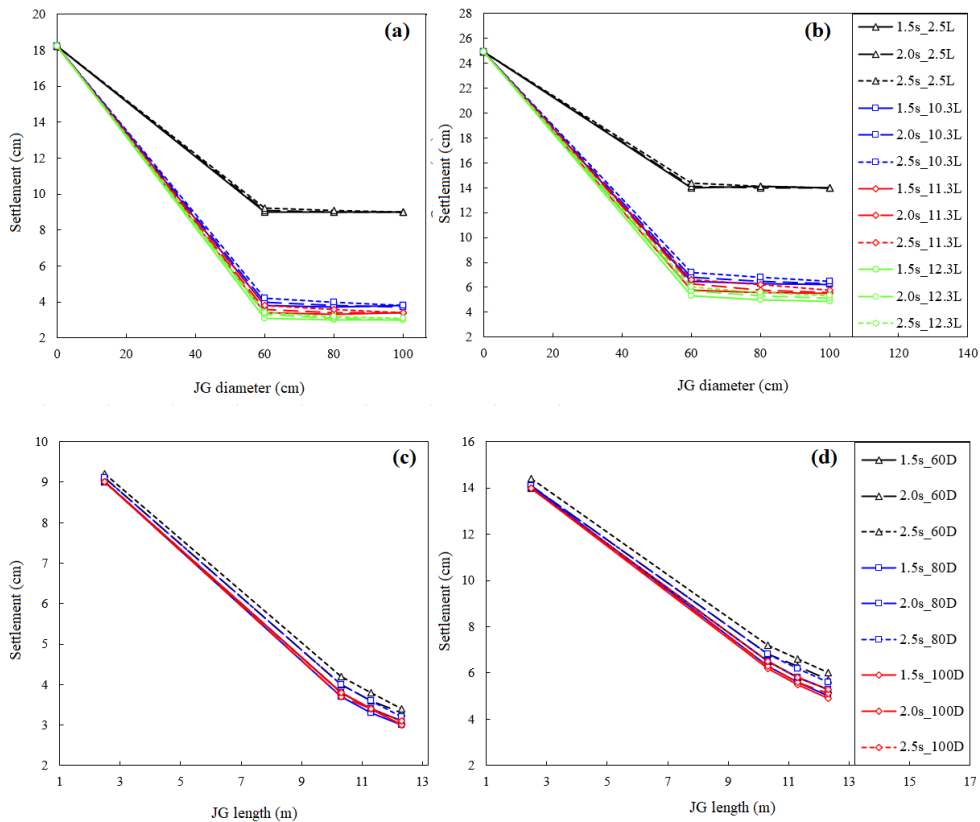 (a)
20
18
16
14
12
10
8
6
4
2
Settlement (cm)
0 20 40 60 80 100
JG diameter (cm)
(b)
28
26
24
22
20
18
16
14
12
10
8
6
4
2
Settlement (cm)
0 20 40 60 80 100 120 140
JG diameter (cm)
1.5s_2.5L
2.0s_2.5L
2.5s_2.5L
1.5s_10.3L
2.0s_10.3L
2.5s_10.3L
1.5s_11.3L
2.0s_11.3L
2.5s_11.3L
1.5s_12.3L
2.0s_12.3L
2.5s_12.3L
(c)
10
9
8
7
6
5
4
3
2
Settlement (cm)
1 3 5 7 9 11 13
JG length (m)
(d)
16
14
12
10
8
6
4
2
Settlement (cm)
1 3 5 7 9 11 13 15 17
JG length (m)
1.5s_60D
2.0s_60D
2.5s_60D
1.5s_80D
2.0s_80D
2.5s_80D
1.5s_100D
2.0s_100D
2.5s_100D